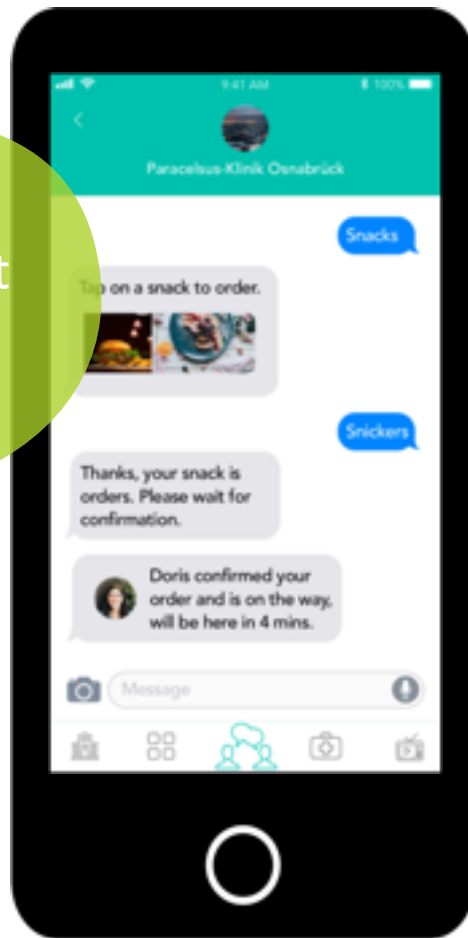 9:41 AM
100%
Paracelsus-Klinik Osnabrück
Snacks
t
Tap on a snack to order.
Snickers
Thanks, your snack is
orders. Please wait for
confirmation.
Doris confirmed your
order and is on the way,
will be here in 4 mins.
Message